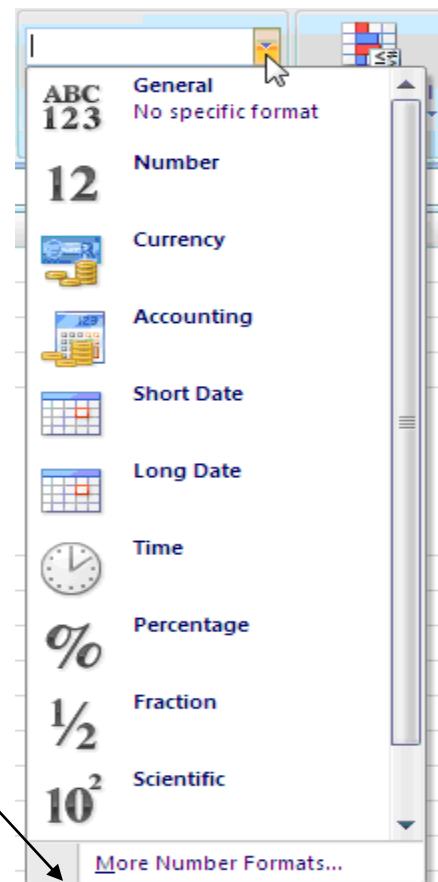 ABC
123
General
No specific format
12
Number
Currency
123
Accounting
Short Date
Long Date
Time
%
Percentage
1/2
Fraction
10²
Scientific
More Number Formats...